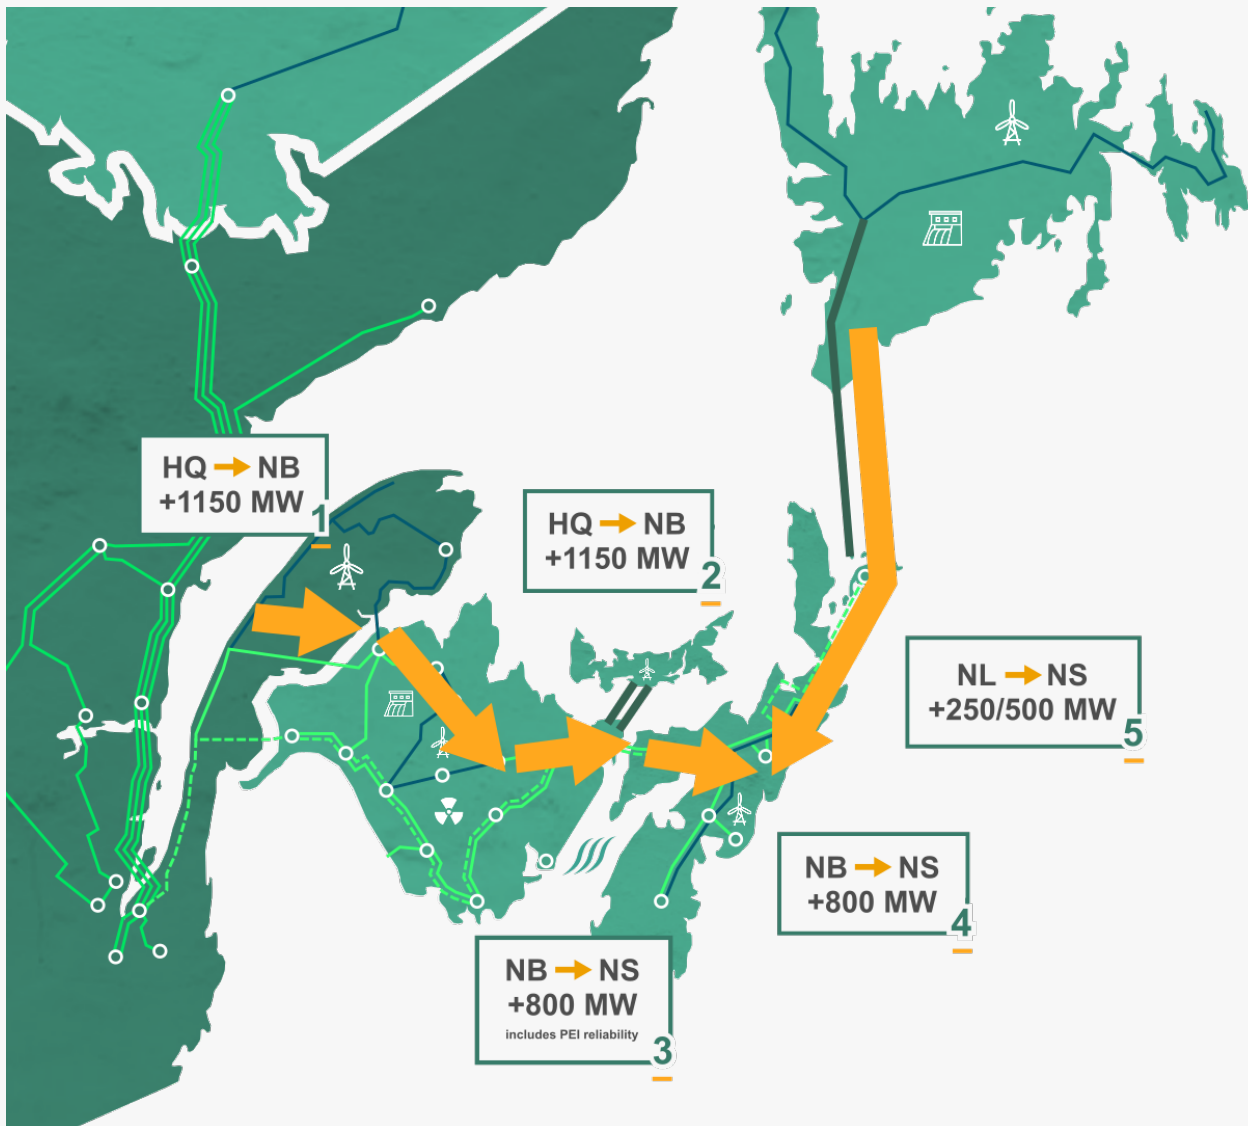 HQ → NB
+1150 MW
1
HQ → NB
+1150 MW
2
NL → NS
+250/500 MW
5
NB → NS
+800 MW
4
NB → NS
+800 MW
includes PEI reliability
3